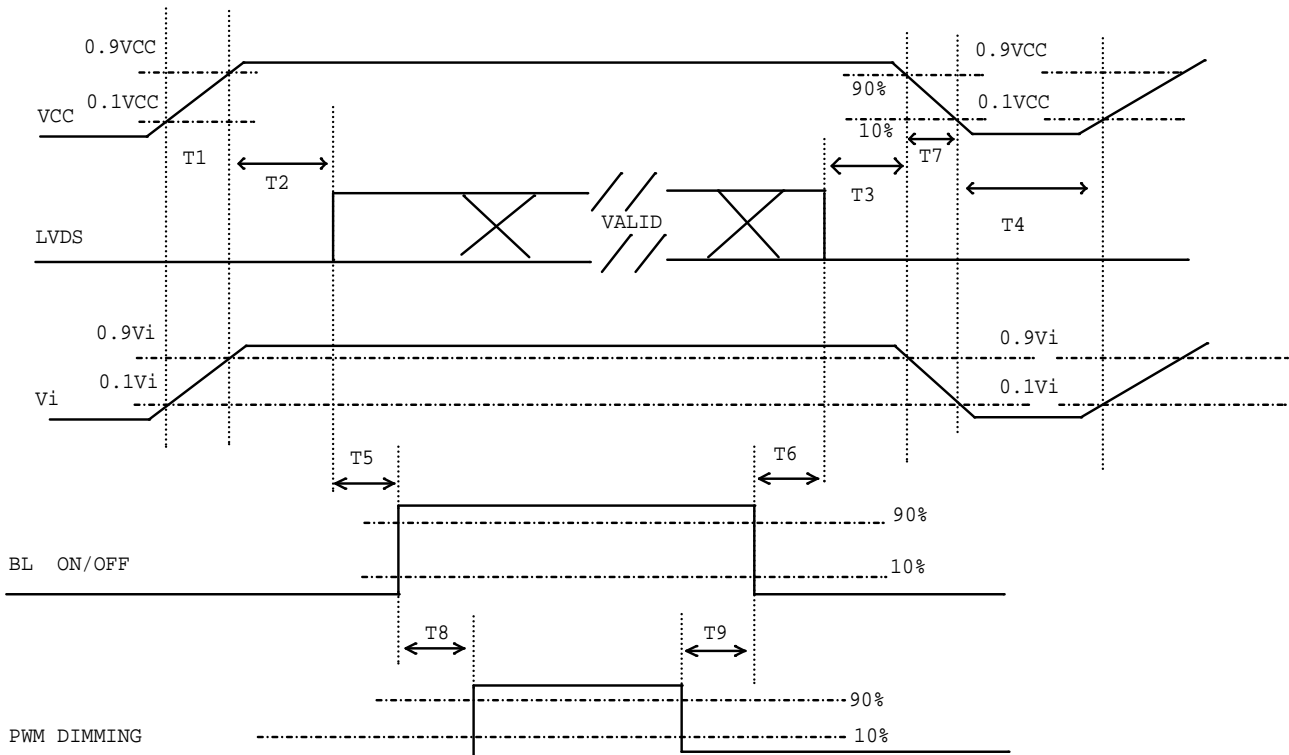 0.9VCC
0.9VCC
90%
0.1VCC
0.1VCC
VCC
10%
T1
T7
T2
T3
VALID
T4
LVDS
0.9Vi
0.9Vi
0.1Vi
0.1Vi
Vi
T5
T6
90%
BL ON/OFF
10%
T8
T9
90%
PWM DIMMING
10%